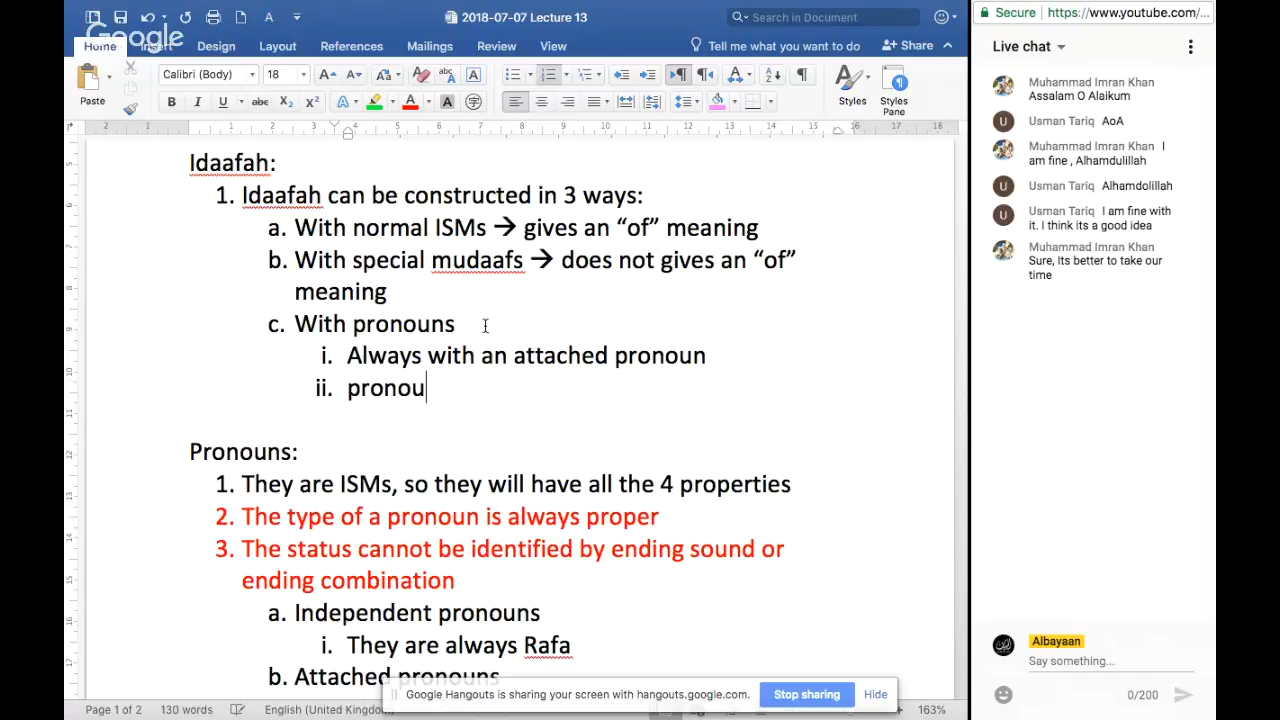 2018-07-07 Lecture 13
Search in Document
Google
Home
Insert
Design
Layout
References
Mailings
Review
View
Tell me what you want to do
Share
Paste
Calibri (Body)
18
Styles
Styles
Pane
Idaafah:
1. Idaafah can be constructed in 3 ways:
a. With normal ISMs → gives an “of” meaning
b. With special mudaafs → does not gives an “of”
meaning
c. With pronouns
i. Always with an attached pronoun
ii. pronou
Pronouns:
1. They are ISMs, so they will have all the 4 properties
2. The type of a pronoun is always proper
3. The status cannot be identified by ending sound or
ending combination
a. Independent pronouns
i. They are always Rafa
b. Attached pronouns
Google Hangouts is sharing your screen with hangouts.google.com.
Stop sharing
Hide
Page 1 of 2
130 words
English (United Kingdom)
163%
Secure
https://www.youtube.com/...
Live chat
Muhammad Imran Khan
Assalam O Alaikum
U Usman Tariq AoA
Muhammad Imran Khan I
am fine , Alhamdulillah
U Usman Tariq Alhamdolillah
U Usman Tariq I am fine with
it. I think its a good idea
Muhammad Imran Khan
Sure, Its better to take our
time
Albayaan
Say something...
0/200